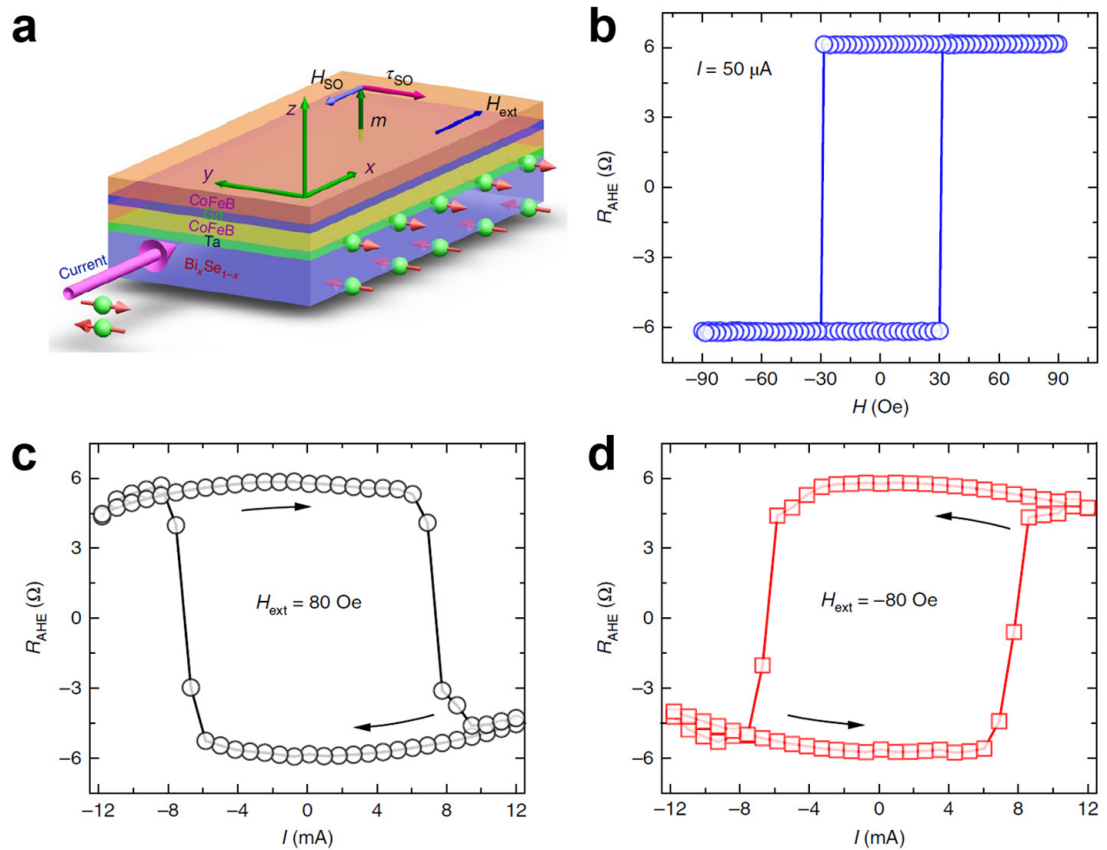 a
H_SO
τ_SO
z
m
H_ext
y
x
CoFeB
Gd
CoFeB
Ta
Current
Bi_xSe_{1−x}
b
I = 50 μA
R_AHE (Ω)
6
3
0
−3
−6
−90 −60 −30 0 30 60 90
H (Oe)
c
R_AHE (Ω)
6
3
0
−3
−6
H_ext = 80 Oe
−12 −8 −4 0 4 8 12
I (mA)
d
R_AHE (Ω)
6
3
0
−3
−6
H_ext = −80 Oe
−12 −8 −4 0 4 8 12
I (mA)